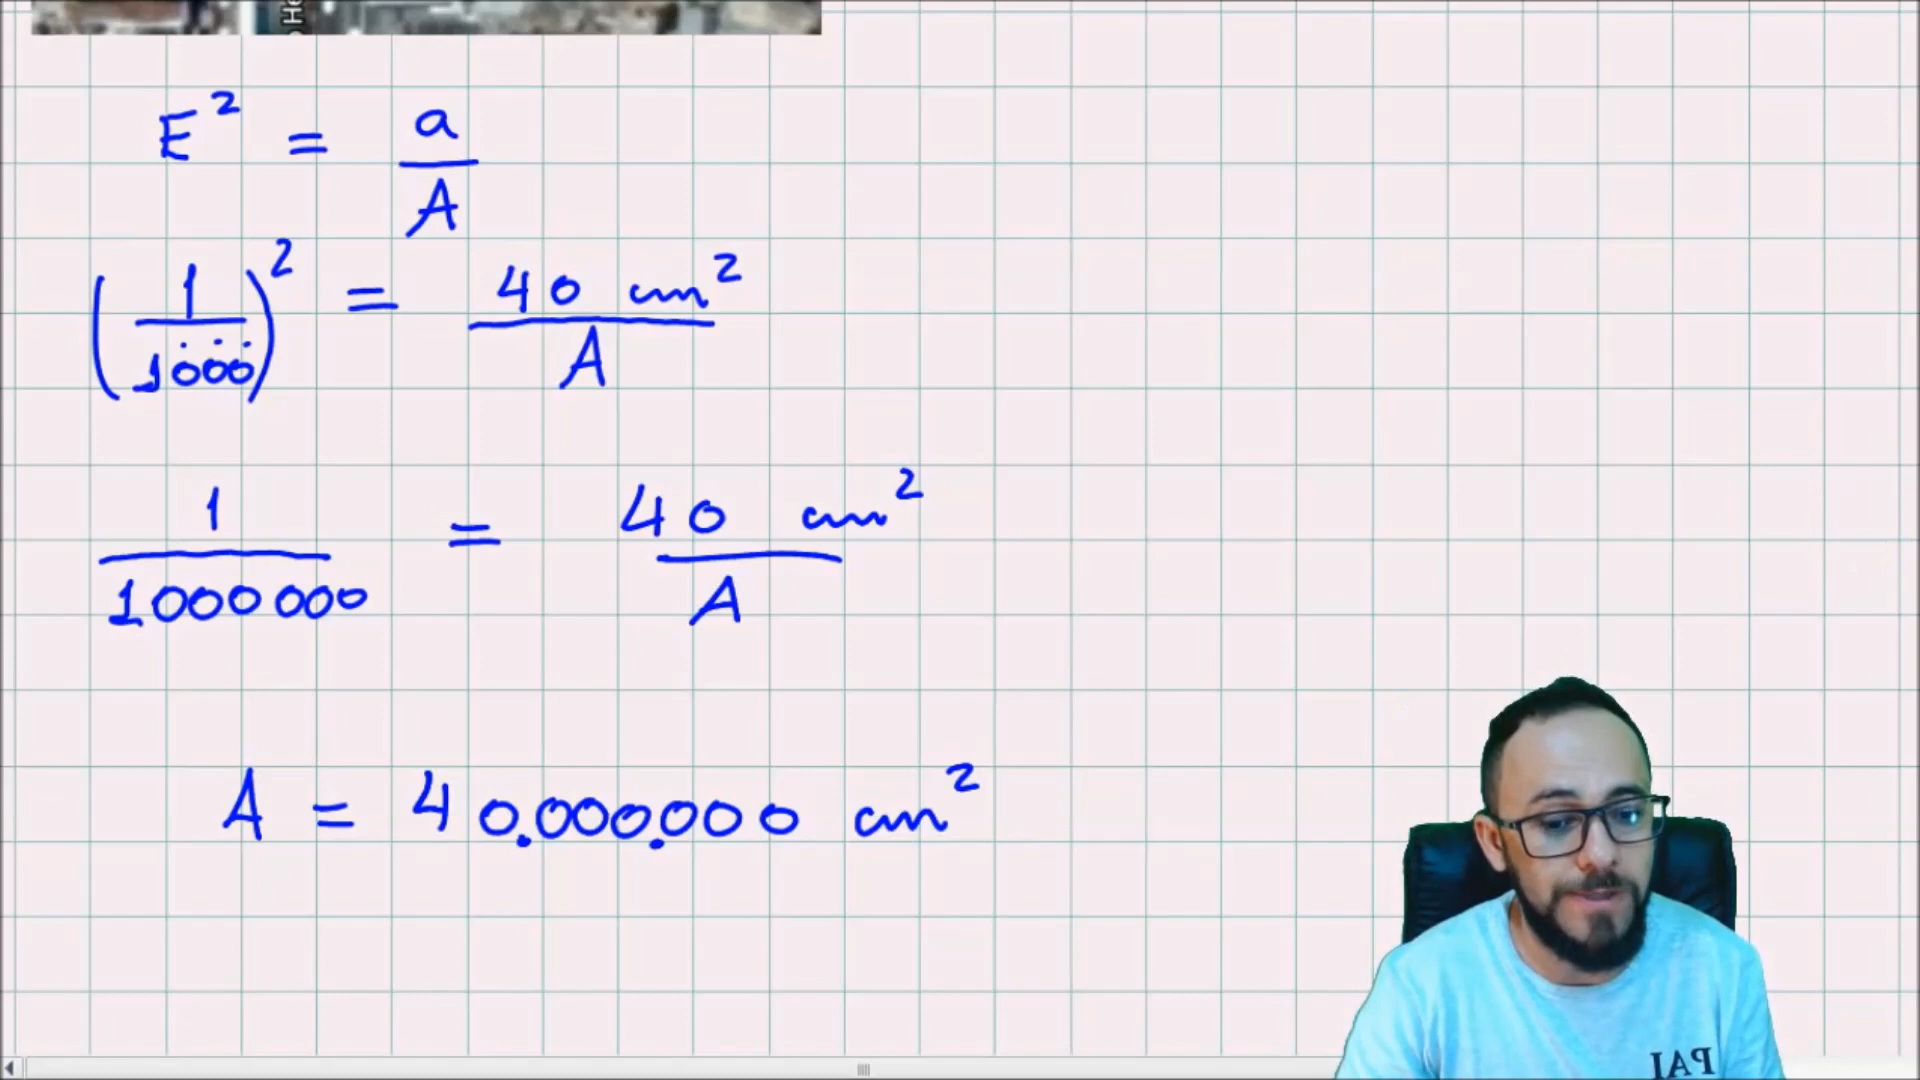 E² = a/A
(1/1000)² = 40 cm²/A
1/1000000 = 40 cm²/A
A = 40.000.000 cm²
PAI